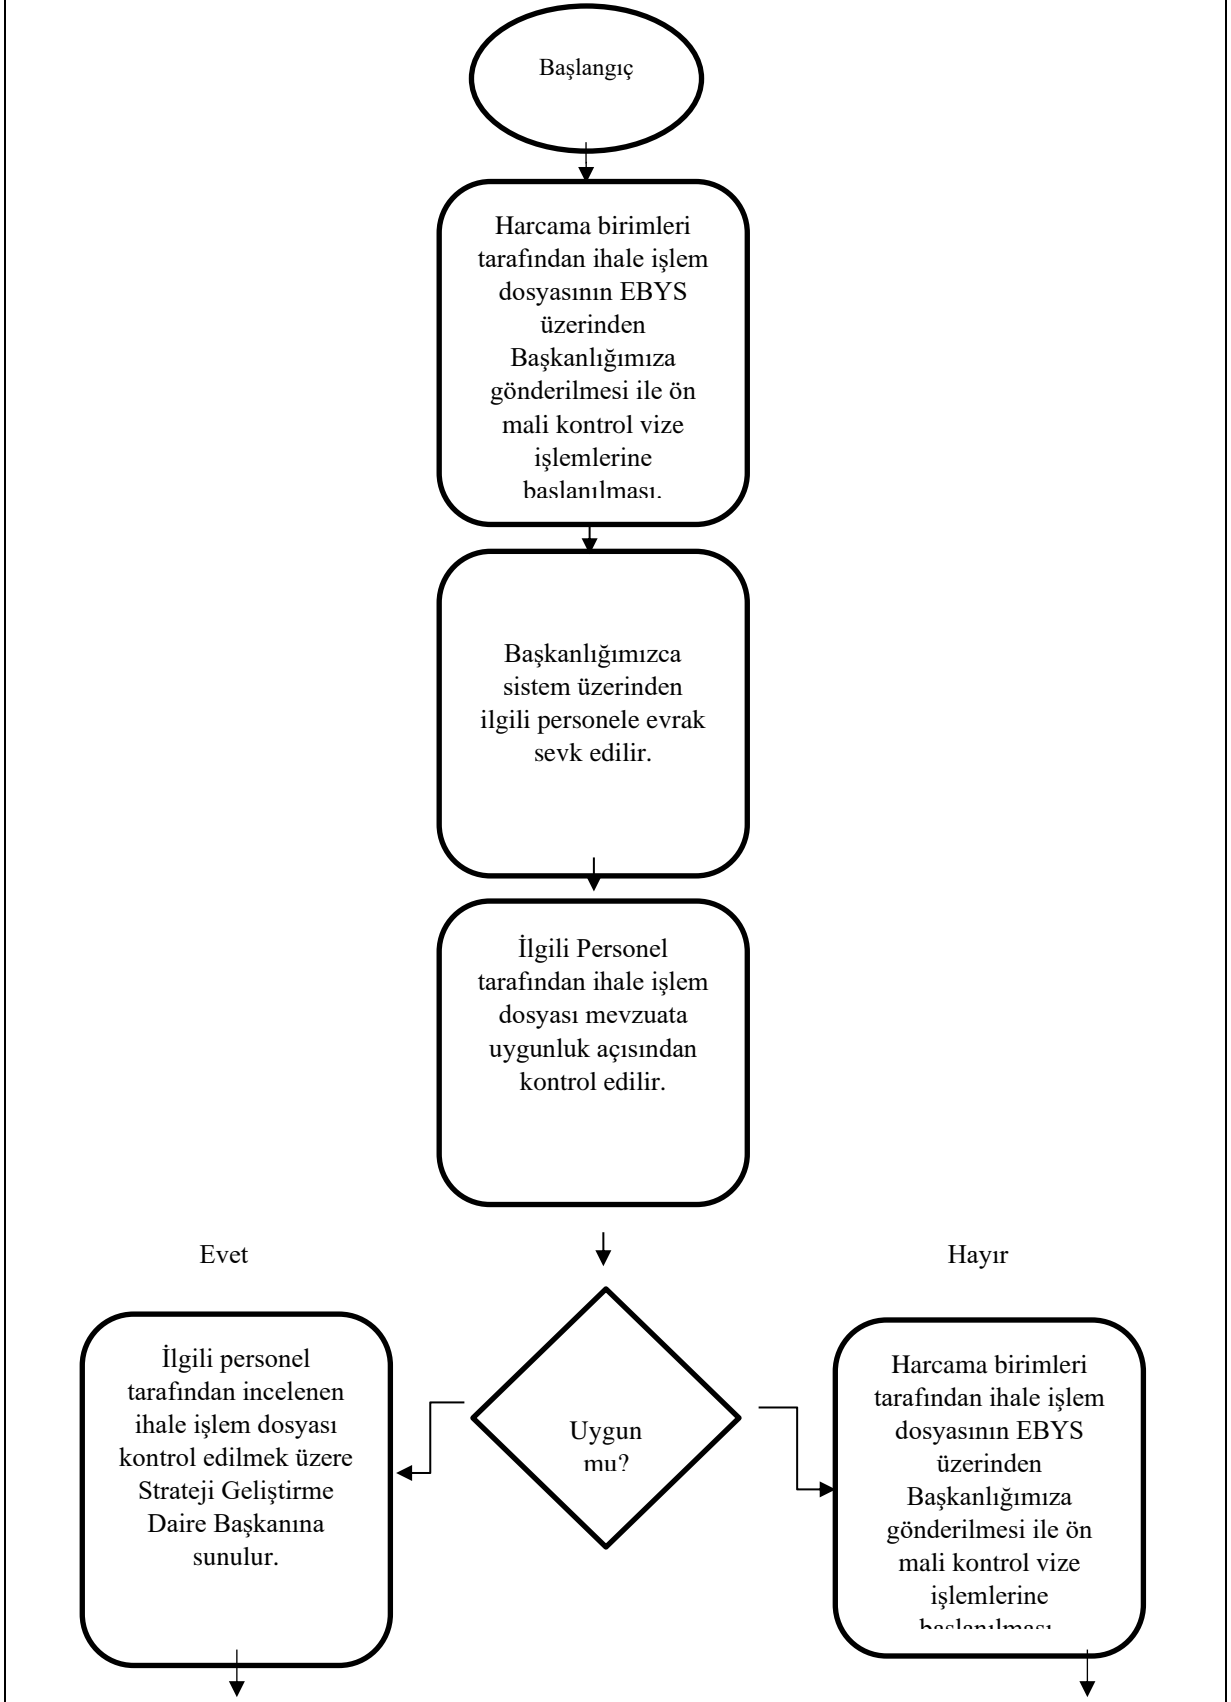 Başlangıç
Harcama birimleri
tarafından ihale işlem
dosyasının EBYS
üzerinden
Başkanlığımıza
gönderilmesi ile ön
mali kontrol vize
işlemlerine
başlanılması.
Başkanlığımızca
sistem üzerinden
ilgili personele evrak
sevk edilir.
İlgili Personel
tarafından ihale işlem
dosyası mevzuata
uygunluk açısından
kontrol edilir.
Evet
Hayır
İlgili personel
tarafından incelenen
ihale işlem dosyası
kontrol edilmek üzere
Strateji Geliştirme
Daire Başkanına
sunulur.
Uygun
mu?
Harcama birimleri
tarafından ihale işlem
dosyasının EBYS
üzerinden
Başkanlığımıza
gönderilmesi ile ön
mali kontrol vize
işlemlerine
başlanılması.